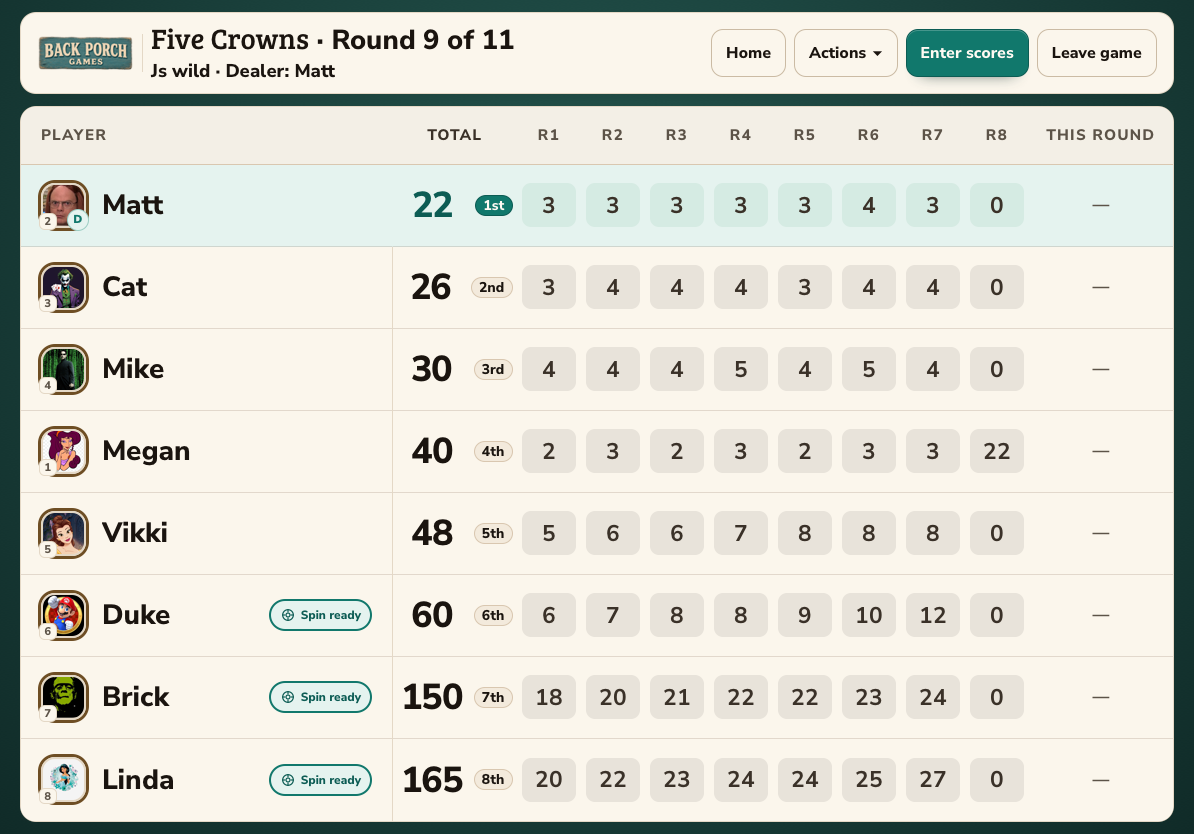 BACK PORCH
GAMES
Five Crowns · Round 9 of 11
Js wild · Dealer: Matt
Home
Actions
Enter scores
Leave game
PLAYER TOTAL R1 R2 R3 R4 R5 R6 R7 R8 THIS ROUND
2 D Matt 22 1st 3 3 3 3 3 4 3 0 —
3 Cat 26 2nd 3 4 4 4 3 4 4 0 —
4 Mike 30 3rd 4 4 4 5 4 5 4 0 —
1 Megan 40 4th 2 3 2 3 2 3 3 22 —
5 Vikki 48 5th 5 6 6 7 8 8 8 0 —
6 Duke Spin ready 60 6th 6 7 8 8 9 10 12 0 —
7 Brick Spin ready 150 7th 18 20 21 22 22 23 24 0 —
8 Linda Spin ready 165 8th 20 22 23 24 24 25 27 0 —